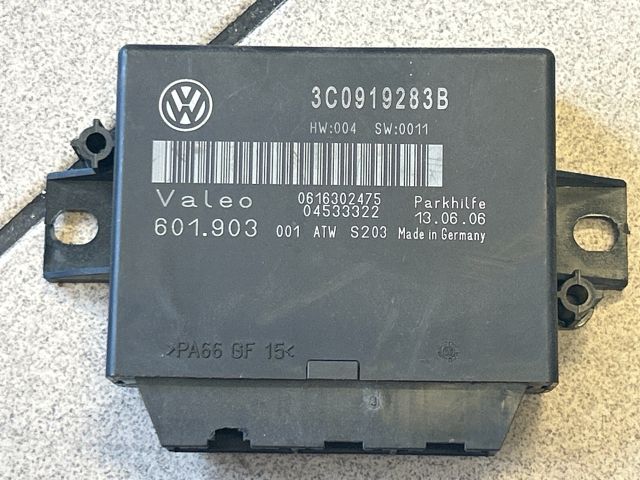 3C0919283B
HW:004 SW:0011
Valeo 0616302475 Parkhilfe
04533322 13.06.06
601.903 001 ATW S203 Made in Germany
>PA66 GF 15<